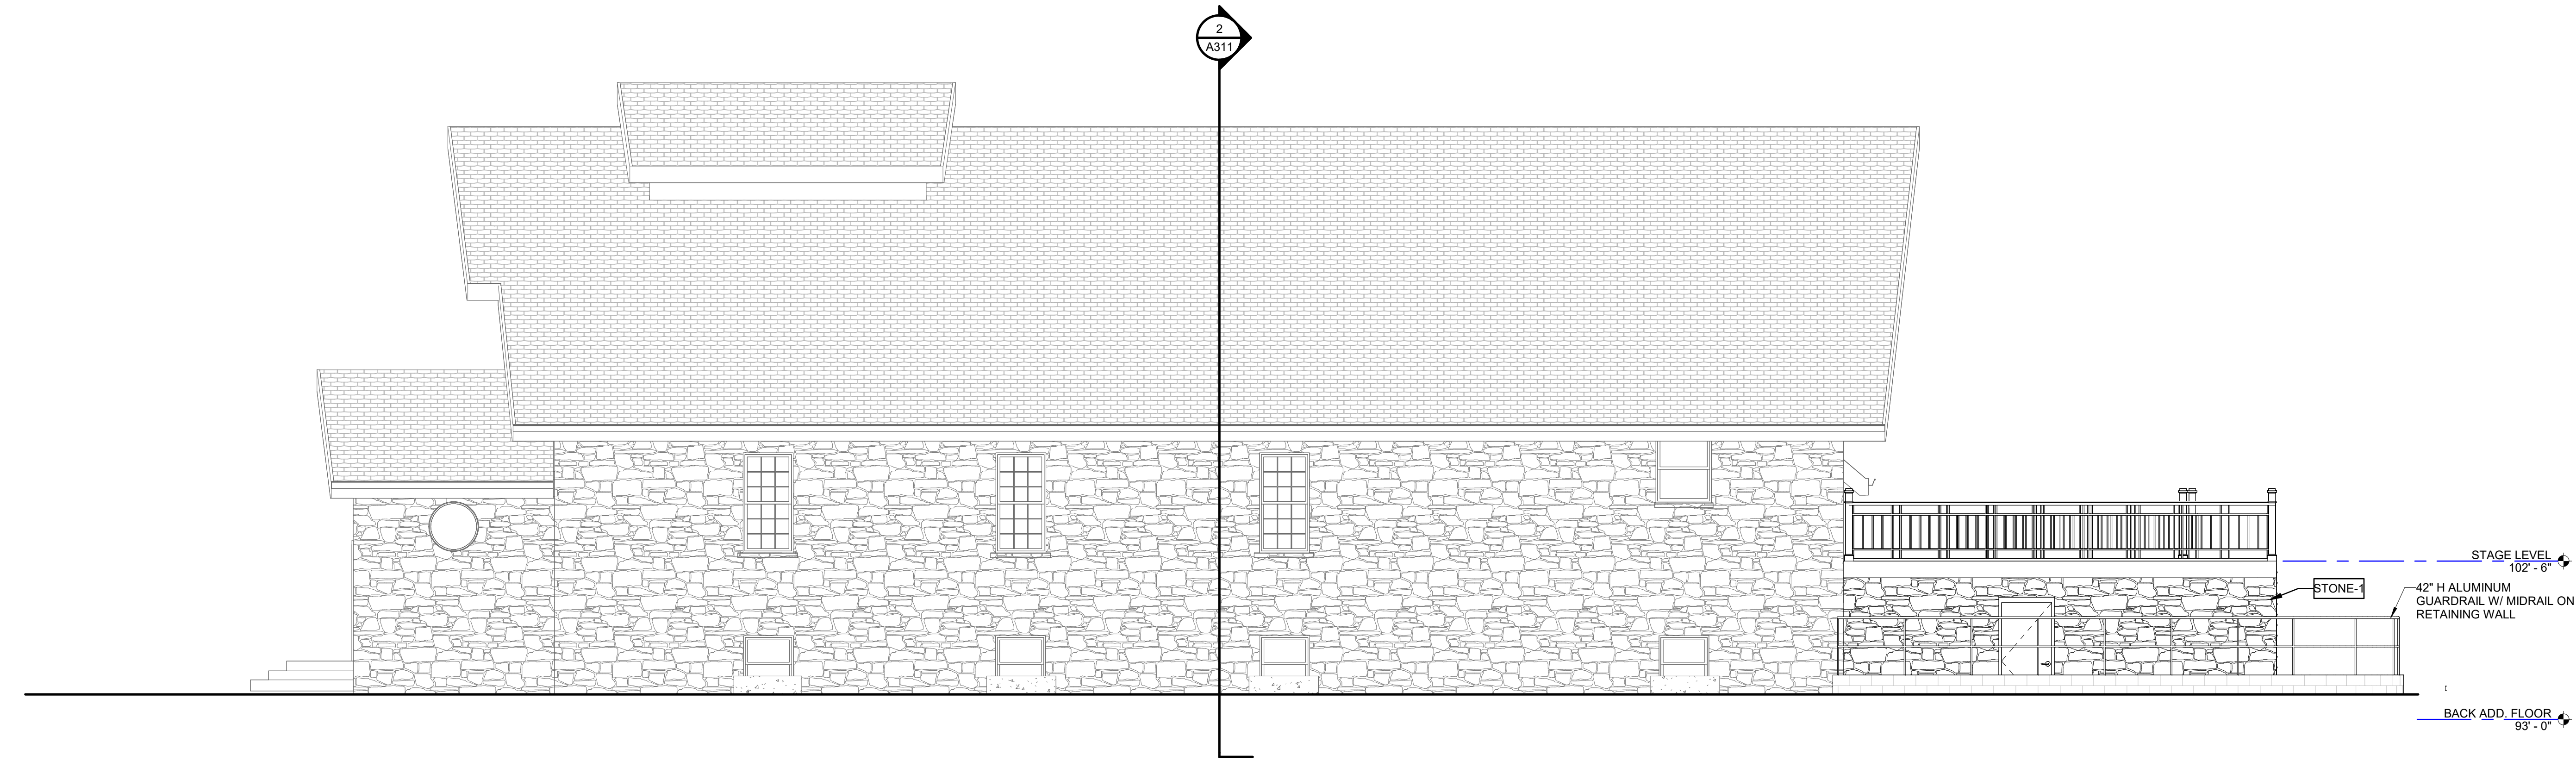 2
A311
STAGE LEVEL
102' - 6"
STONE-1
42" H ALUMINUM
GUARDRAIL W/ MIDRAIL ON
RETAINING WALL
BACK ADD. FLOOR
93' - 0"